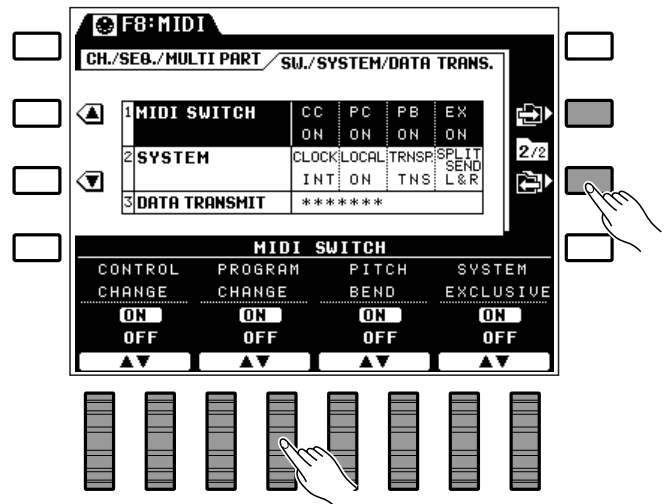 F8:MIDI
CH./SEQ./MULTI PART SW./SYSTEM/DATA TRANS.
1 MIDI SWITCH CC PC PB EX
ON ON ON ON
2 SYSTEM CLOCK LOCAL TRNSP. SPLIT SEND
INT ON TNS L&R
3 DATA TRANSMIT *******
2/2
MIDI SWITCH
CONTROL PROGRAM PITCH SYSTEM
CHANGE CHANGE BEND EXCLUSIVE
ON ON ON ON
OFF OFF OFF OFF
▲▼ ▲▼ ▲▼ ▲▼